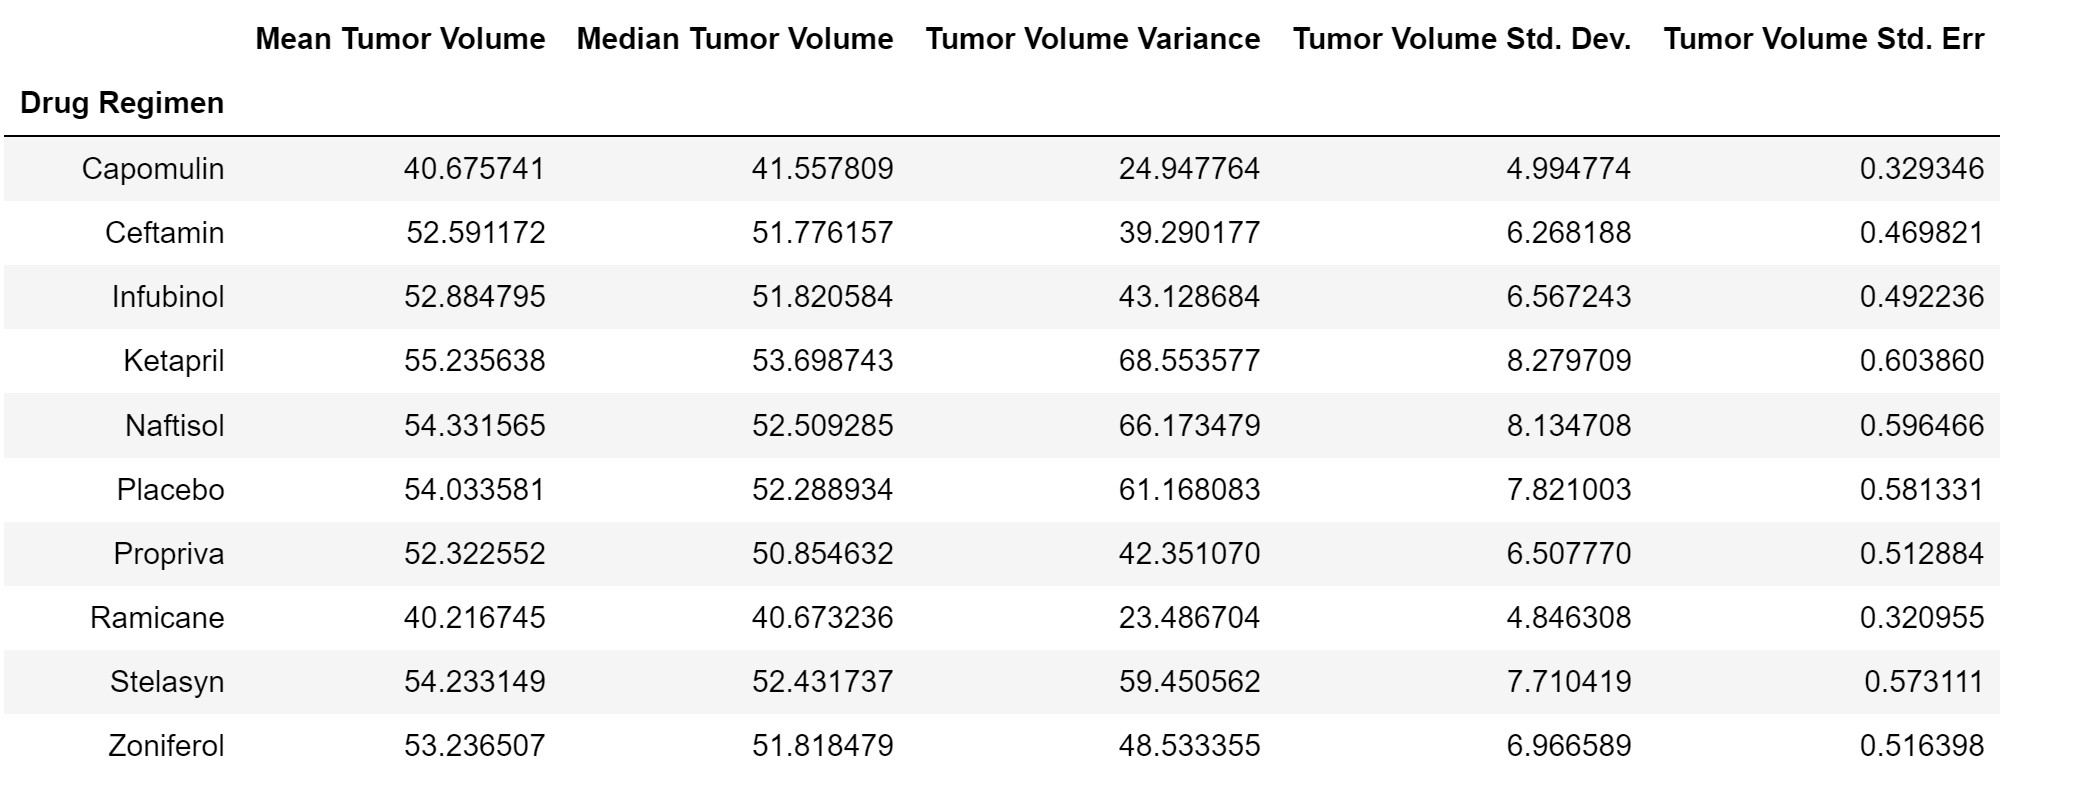 Mean Tumor Volume Median Tumor Volume Tumor Volume Variance Tumor Volume Std. Dev. Tumor Volume Std. Err
Drug Regimen
Capomulin 40.675741 41.557809 24.947764 4.994774 0.329346
Ceftamin 52.591172 51.776157 39.290177 6.268188 0.469821
Infubinol 52.884795 51.820584 43.128684 6.567243 0.492236
Ketapril 55.235638 53.698743 68.553577 8.279709 0.603860
Naftisol 54.331565 52.509285 66.173479 8.134708 0.596466
Placebo 54.033581 52.288934 61.168083 7.821003 0.581331
Propriva 52.322552 50.854632 42.351070 6.507770 0.512884
Ramicane 40.216745 40.673236 23.486704 4.846308 0.320955
Stelasyn 54.233149 52.431737 59.450562 7.710419 0.573111
Zoniferol 53.236507 51.818479 48.533355 6.966589 0.516398